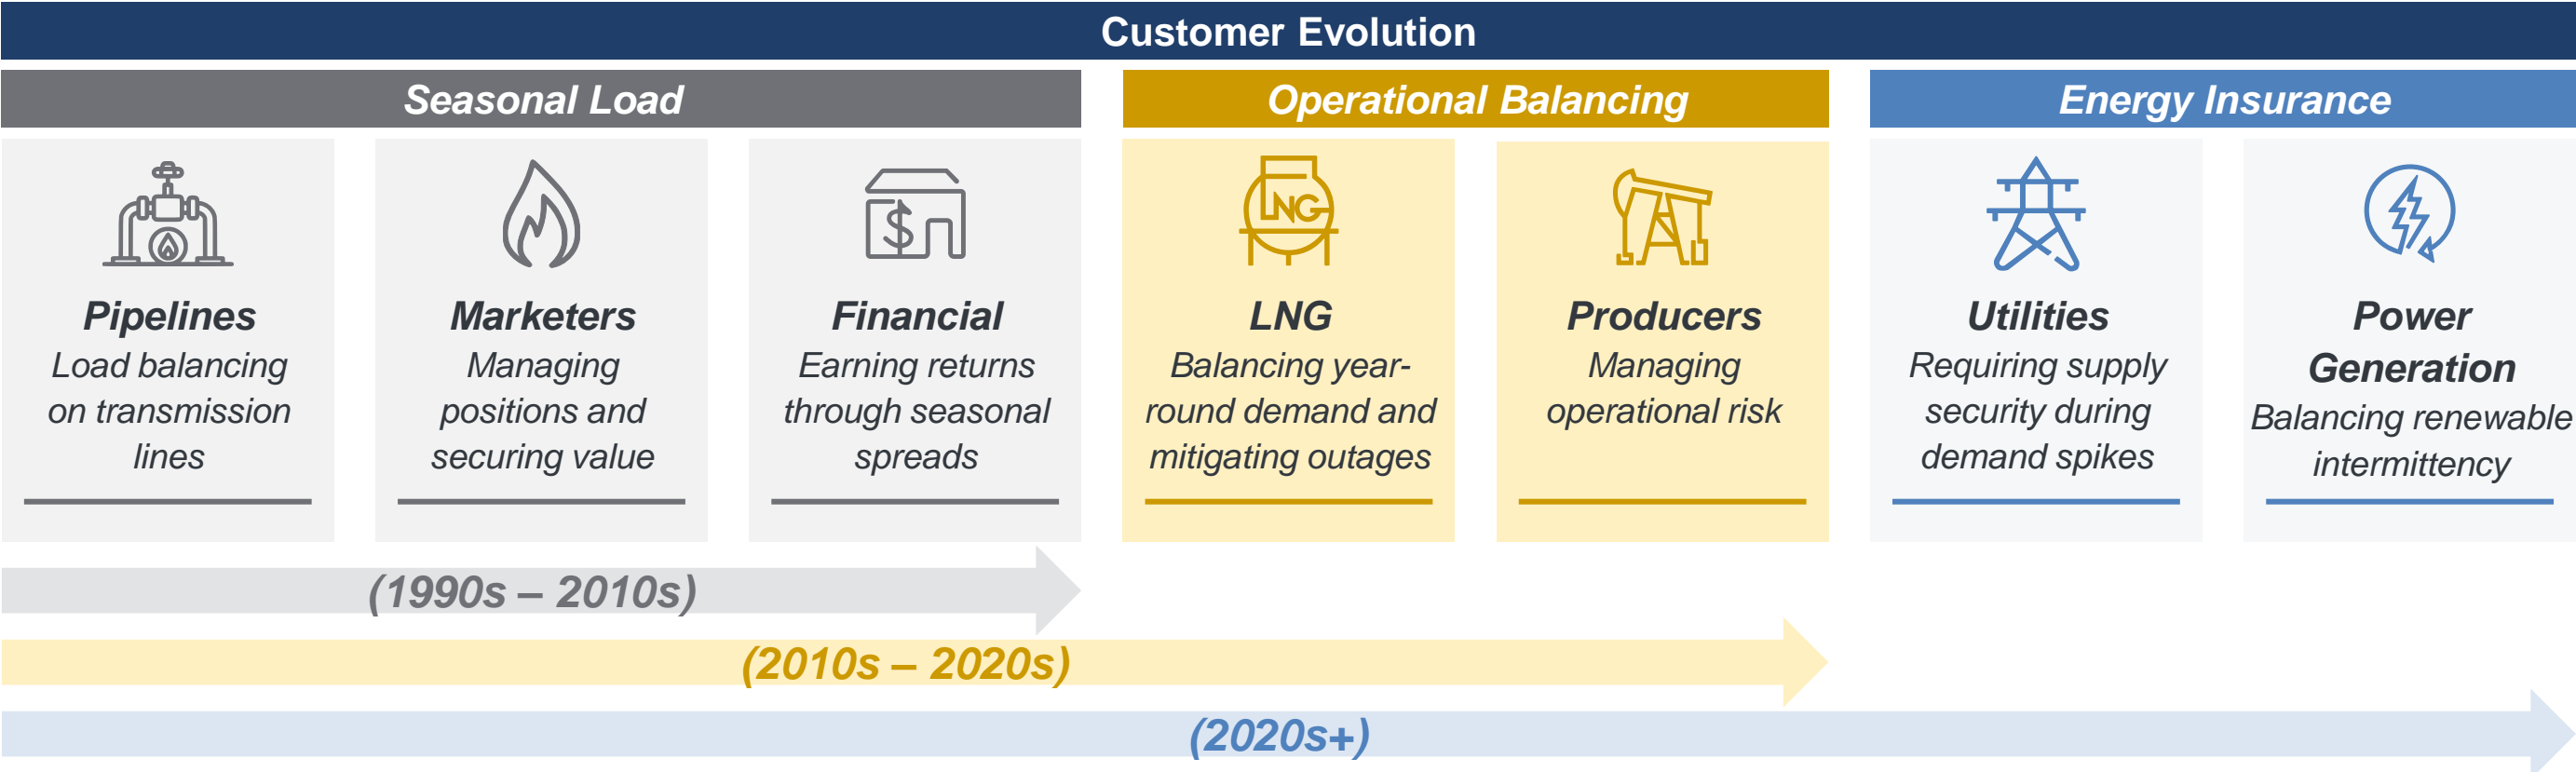 Customer Evolution
Seasonal Load
Operational Balancing
Energy Insurance
Pipelines
Load balancing
on transmission
lines
Marketers
Managing
positions and
securing value
Financial
Earning returns
through seasonal
spreads
LNG
LNG
Balancing year-
round demand and
mitigating outages
Producers
Managing
operational risk
Utilities
Requiring supply
security during
demand spikes
Power
Generation
Balancing renewable
intermittency
(1990s – 2010s)
(2010s – 2020s)
(2020s+)